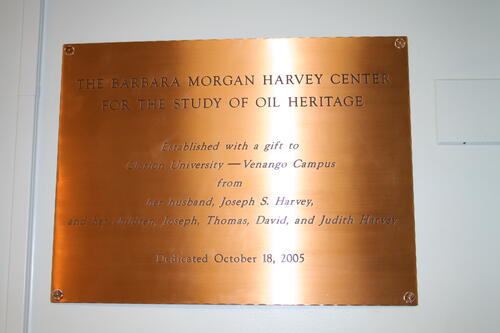 THE BARBARA MORGAN HARVEY CENTER
FOR THE STUDY OF OIL HERITAGE
Established with a gift to
Clarion University — Venango Campus
from
her husband, Joseph S. Harvey,
and her children, Joseph, Thomas, David, and Judith Harvey
Dedicated October 18, 2005